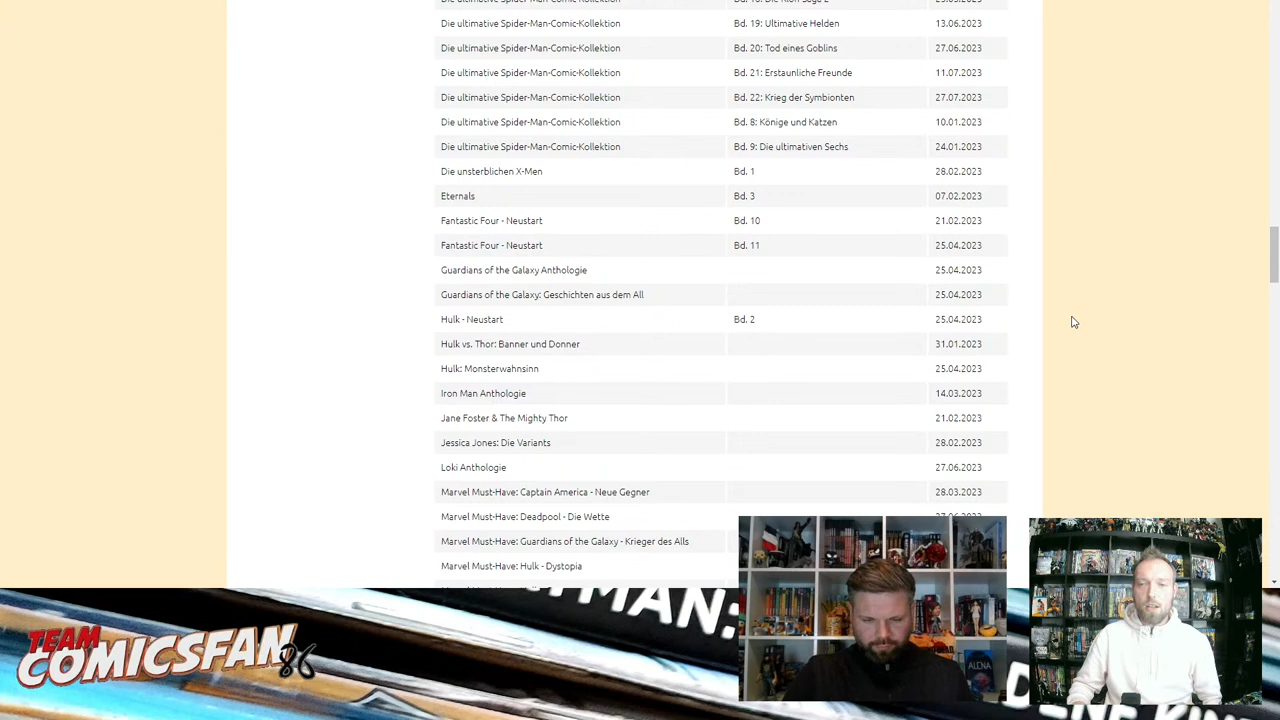 Die ultimative Spider-Man-Comic-Kollektion Bd. 19: Ultimative Helden 13.06.2023
Die ultimative Spider-Man-Comic-Kollektion Bd. 20: Tod eines Goblins 27.06.2023
Die ultimative Spider-Man-Comic-Kollektion Bd. 21: Erstaunliche Freunde 11.07.2023
Die ultimative Spider-Man-Comic-Kollektion Bd. 22: Krieg der Symbionten 27.07.2023
Die ultimative Spider-Man-Comic-Kollektion Bd. 8: Könige und Katzen 10.01.2023
Die ultimative Spider-Man-Comic-Kollektion Bd. 9: Die ultimativen Sechs 24.01.2023
Die unsterblichen X-Men Bd. 1 28.02.2023
Eternals Bd. 3 07.02.2023
Fantastic Four - Neustart Bd. 10 21.02.2023
Fantastic Four - Neustart Bd. 11 25.04.2023
Guardians of the Galaxy Anthologie 25.04.2023
Guardians of the Galaxy: Geschichten aus dem All 25.04.2023
Hulk - Neustart Bd. 2 25.04.2023
Hulk vs. Thor: Banner und Donner 31.01.2023
Hulk: Monsterwahnsinn 25.04.2023
Iron Man Anthologie 14.03.2023
Jane Foster & The Mighty Thor 21.02.2023
Jessica Jones: Die Variants 28.02.2023
Loki Anthologie 27.06.2023
Marvel Must-Have: Captain America - Neue Gegner 28.03.2023
Marvel Must-Have: Deadpool - Die Wette
Marvel Must-Have: Guardians of the Galaxy - Krieger des Alls
Marvel Must-Have: Hulk - Dystopia
TEAM
COMICSFAN
86
ALENA